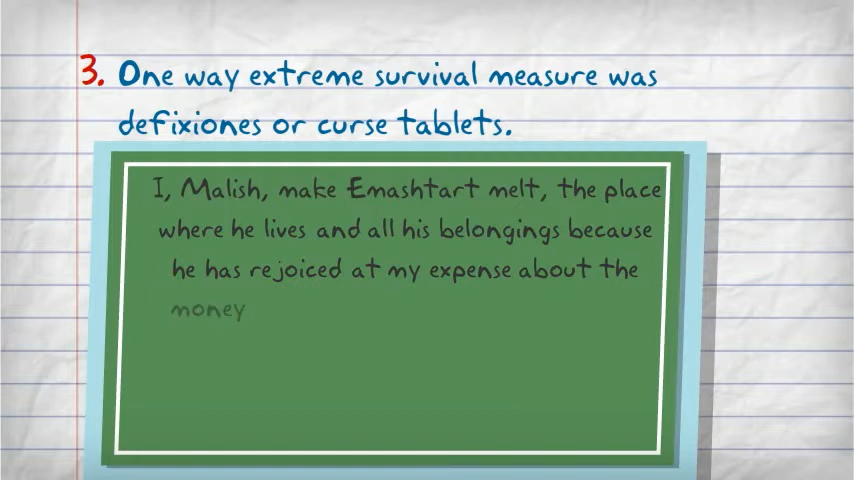 3. One way extreme survival measure was
defixiones or curse tablets.
I, Malish, make Emashtart melt, the place
where he lives and all his belongings because
he has rejoiced at my expense about the
money